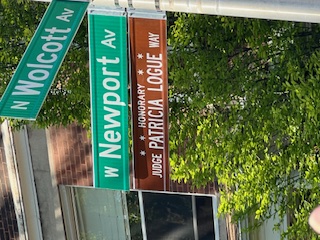 N Wolcott AV
W Newport AV
* * HONORARY * *
JUDGE PATRICIA LOGUE WAY